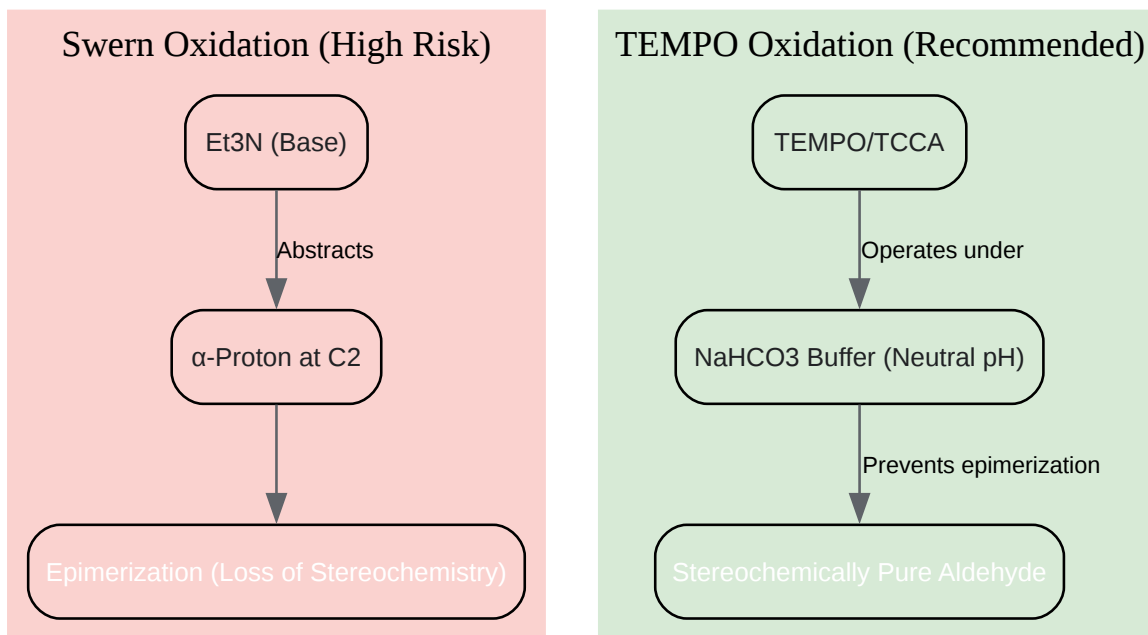 Swern Oxidation (High Risk)
Et3N (Base)
Abstracts
α-Proton at C2
Epimerization (Loss of Stereochemistry)
TEMPO Oxidation (Recommended)
TEMPO/TCCA
Operates under
NaHCO3 Buffer (Neutral pH)
Prevents epimerization
Stereochemically Pure Aldehyde